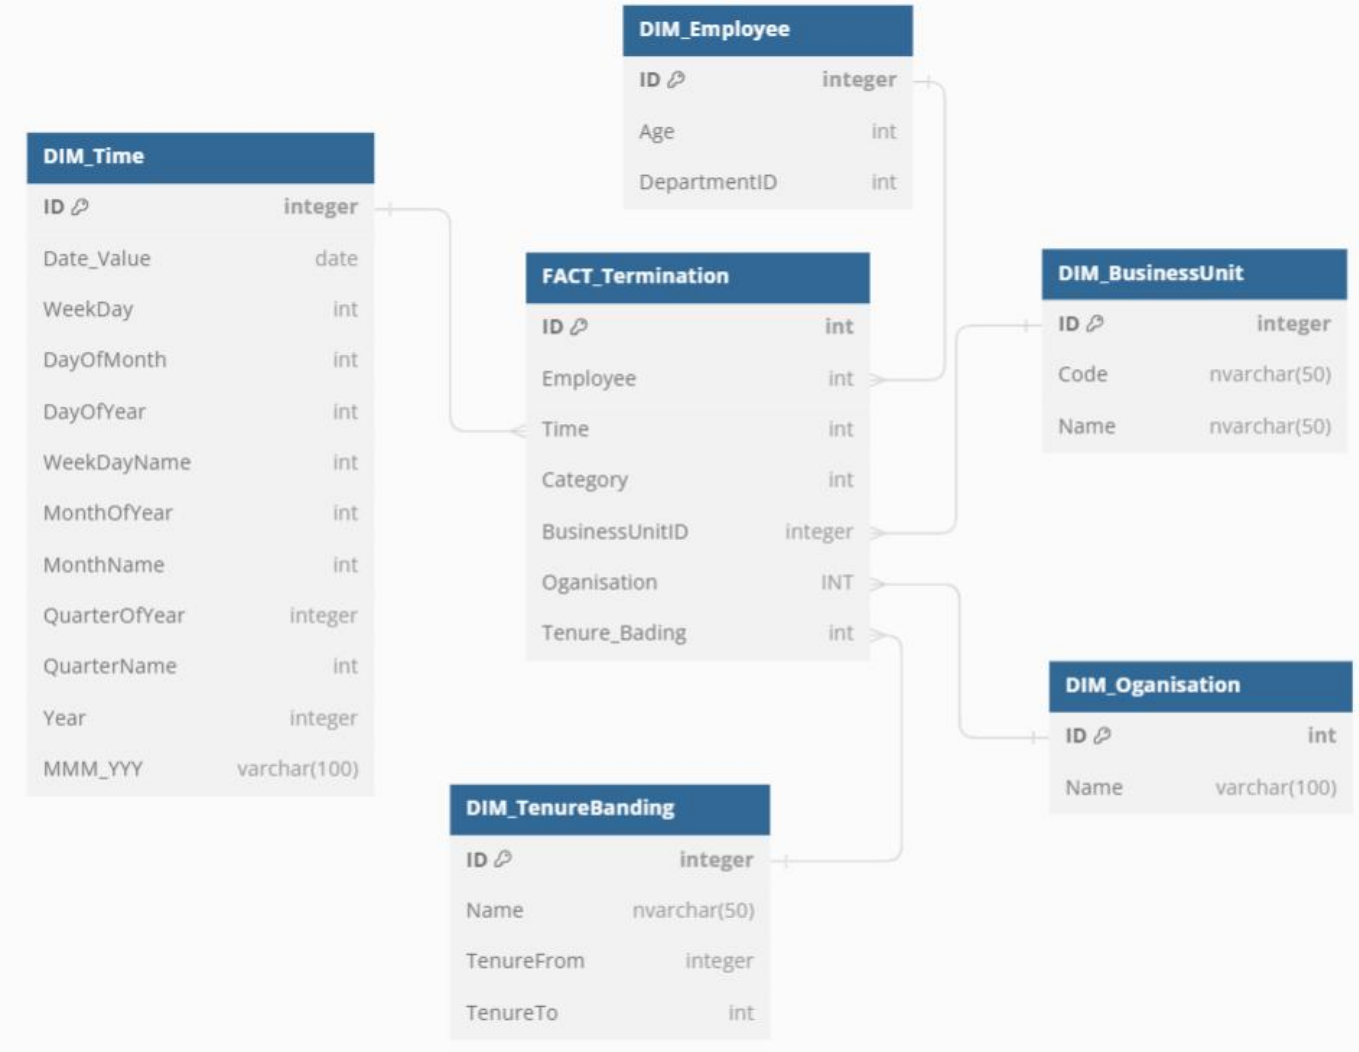 DIM_Employee
ID integer
Age int
DepartmentID int
DIM_Time
ID integer
Date_Value date
WeekDay int
DayOfMonth int
DayOfYear int
WeekDayName int
MonthOfYear int
MonthName int
QuarterOfYear integer
QuarterName int
Year integer
MMM_YYY varchar(100)
FACT_Termination
ID int
Employee int
Time int
Category int
BusinessUnitID integer
Oganisation INT
Tenure_Bading int
DIM_BusinessUnit
ID integer
Code nvarchar(50)
Name nvarchar(50)
DIM_Oganisation
ID int
Name varchar(100)
DIM_TenureBanding
ID integer
Name nvarchar(50)
TenureFrom integer
TenureTo int